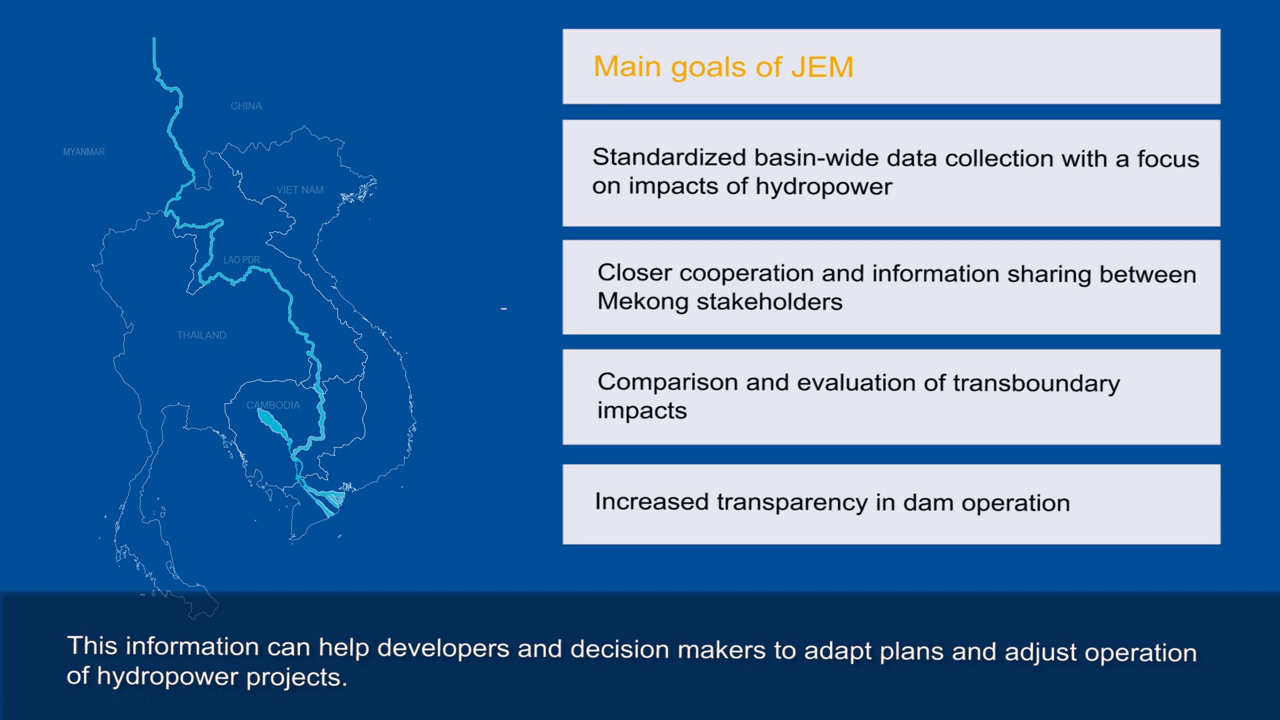 Main goals of JEM
Standardized basin-wide data collection with a focus
on impacts of hydropower
Closer cooperation and information sharing between
Mekong stakeholders
Comparison and evaluation of transboundary
impacts
Increased transparency in dam operation
CHINA
MYANMAR
VIET NAM
LAO PDR
THAILAND
CAMBODIA
This information can help developers and decision makers to adapt plans and adjust operation
of hydropower projects.